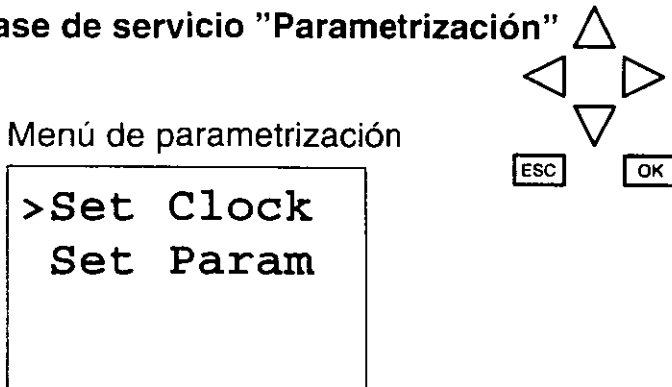 ase de servicio "Parametrización"
Menú de parametrización
ESC OK
>Set Clock
Set Param